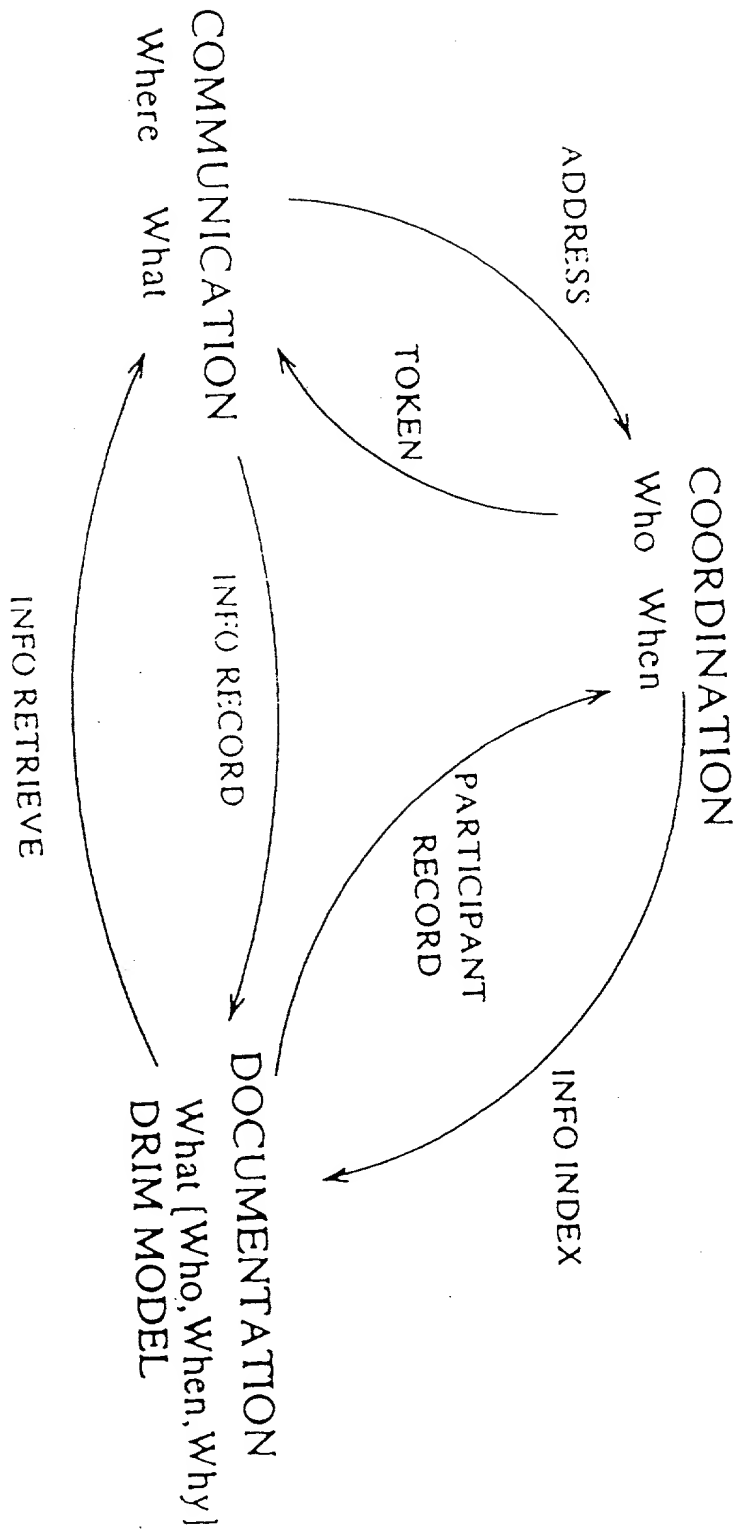 COORDINATION
Who When
ADDRESS
TOKEN
PARTICIPANT
RECORD
INFO INDEX
COMMUNICATION
Where What
INFO RECORD
INFO RETRIEVE
DOCUMENTATION
What [Who, When, Why]
DRIM MODEL